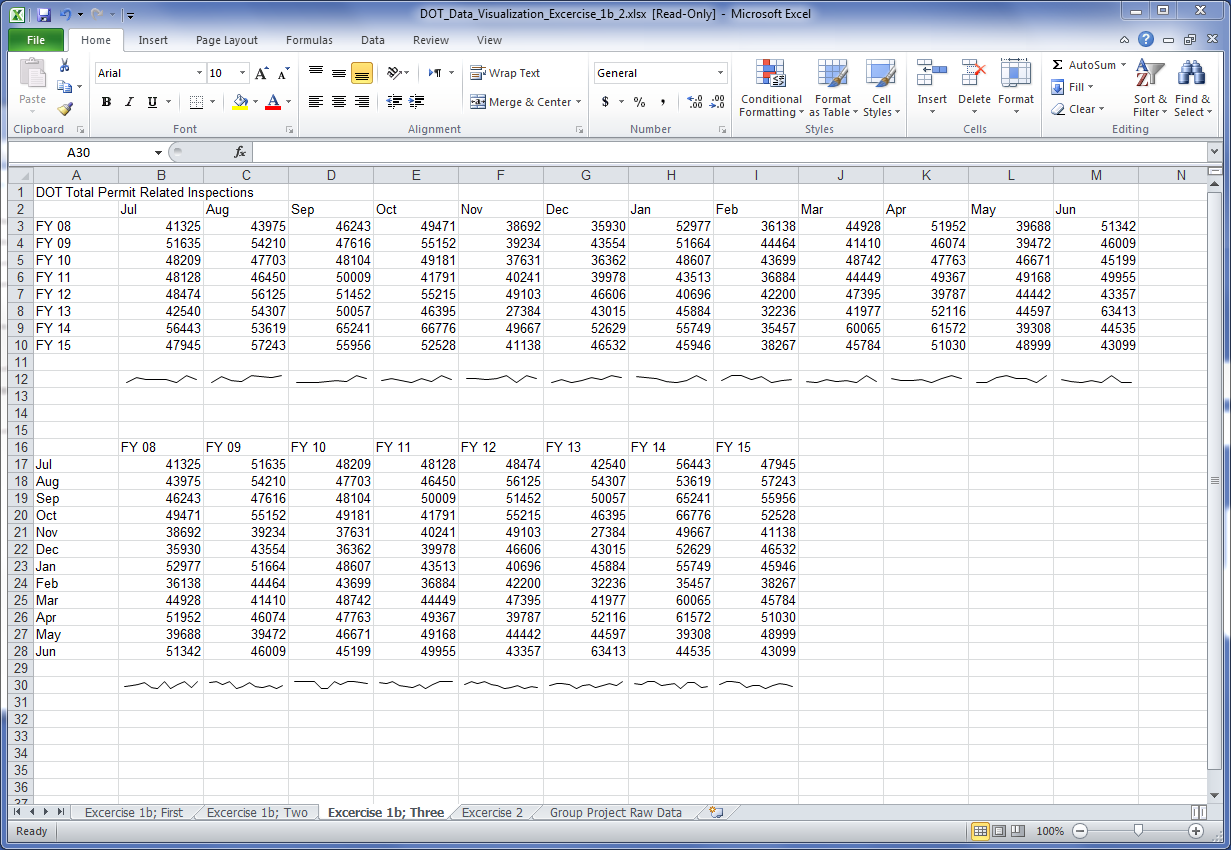 DOT_Data_Visualization_Excercise_1b_2.xlsx [Read-Only] - Microsoft Excel
File Home Insert Page Layout Formulas Data Review View
Paste Arial 10 Wrap Text General Conditional Formatting Format as Table Cell Styles Insert Delete Format AutoSum Fill Clear Sort & Filter Find & Select
B I U Merge & Center $ % ,
Clipboard Font Alignment Number Styles Cells Editing
A30 fx
A B C D E F G H I J K L M N
1 DOT Total Permit Related Inspections
2 Jul Aug Sep Oct Nov Dec Jan Feb Mar Apr May Jun
3 FY 08 41325 43975 46243 49471 38692 35930 52977 36138 44928 51952 39688 51342
4 FY 09 51635 54210 47616 55152 39234 43554 51664 44464 41410 46074 39472 46009
5 FY 10 48209 47703 48104 49181 37631 36362 48607 43699 48742 47763 46671 45199
6 FY 11 48128 46450 50009 41791 40241 39978 43513 36884 44449 49367 49168 49955
7 FY 12 48474 56125 51452 55215 49103 46606 40696 42200 47395 39787 44442 43357
8 FY 13 42540 54307 50057 46395 27384 43015 45884 32236 41977 52116 44597 63413
9 FY 14 56443 53619 65241 66776 49667 52629 55749 35457 60065 61572 39308 44535
10 FY 15 47945 57243 55956 52528 41138 46532 45946 38267 45784 51030 48999 43099
11
12
13
14
15
16 FY 08 FY 09 FY 10 FY 11 FY 12 FY 13 FY 14 FY 15
17 Jul 41325 51635 48209 48128 48474 42540 56443 47945
18 Aug 43975 54210 47703 46450 56125 54307 53619 57243
19 Sep 46243 47616 48104 50009 51452 50057 65241 55956
20 Oct 49471 55152 49181 41791 55215 46395 66776 52528
21 Nov 38692 39234 37631 40241 49103 27384 49667 41138
22 Dec 35930 43554 36362 39978 46606 43015 52629 46532
23 Jan 52977 51664 48607 43513 40696 45884 55749 45946
24 Feb 36138 44464 43699 36884 42200 32236 35457 38267
25 Mar 44928 41410 48742 44449 47395 41977 60065 45784
26 Apr 51952 46074 47763 49367 39787 52116 61572 51030
27 May 39688 39472 46671 49168 44442 44597 39308 48999
28 Jun 51342 46009 45199 49955 43357 63413 44535 43099
29
30
31
32
33
34
35
36
37
Excercise 1b; First Excercise 1b; Two Excercise 1b; Three Excercise 2 Group Project Raw Data
Ready 100%